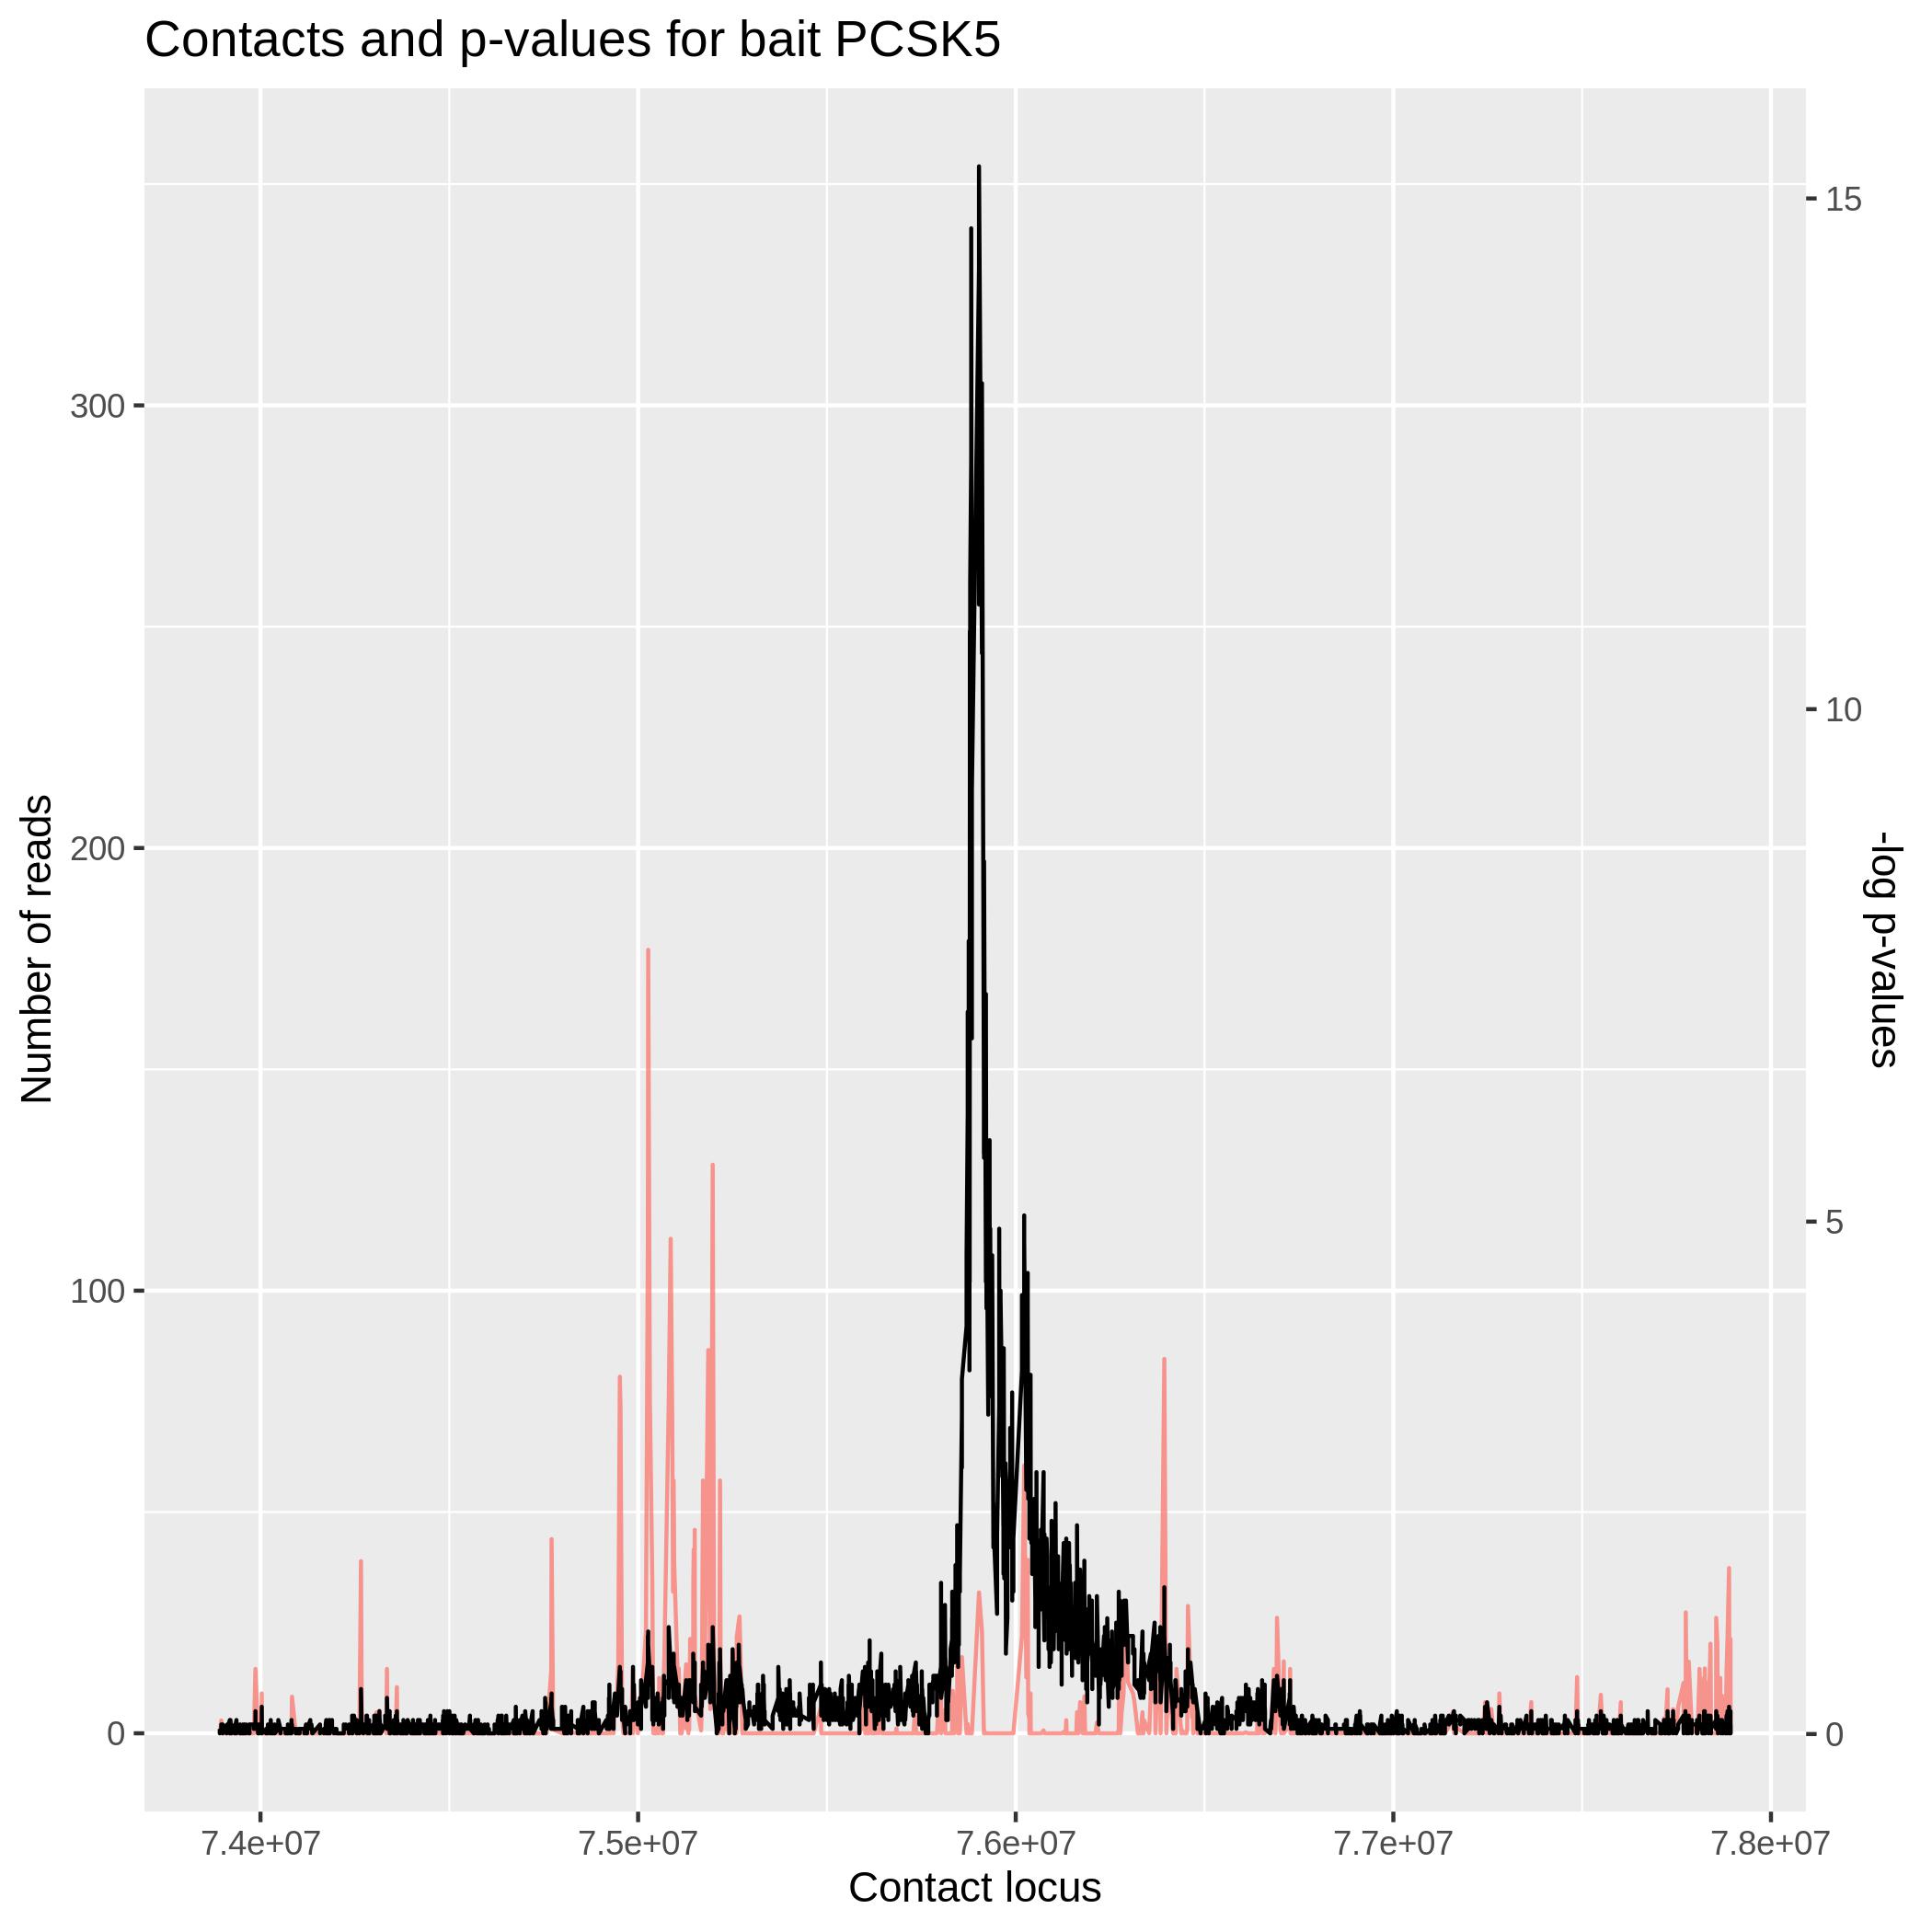 Contacts and p-values for bait PCSK5
Number of reads
300
200
100
0
15
10
5
0
-log p-values
7.4e+07
7.5e+07
7.6e+07
7.7e+07
7.8e+07
Contact locus